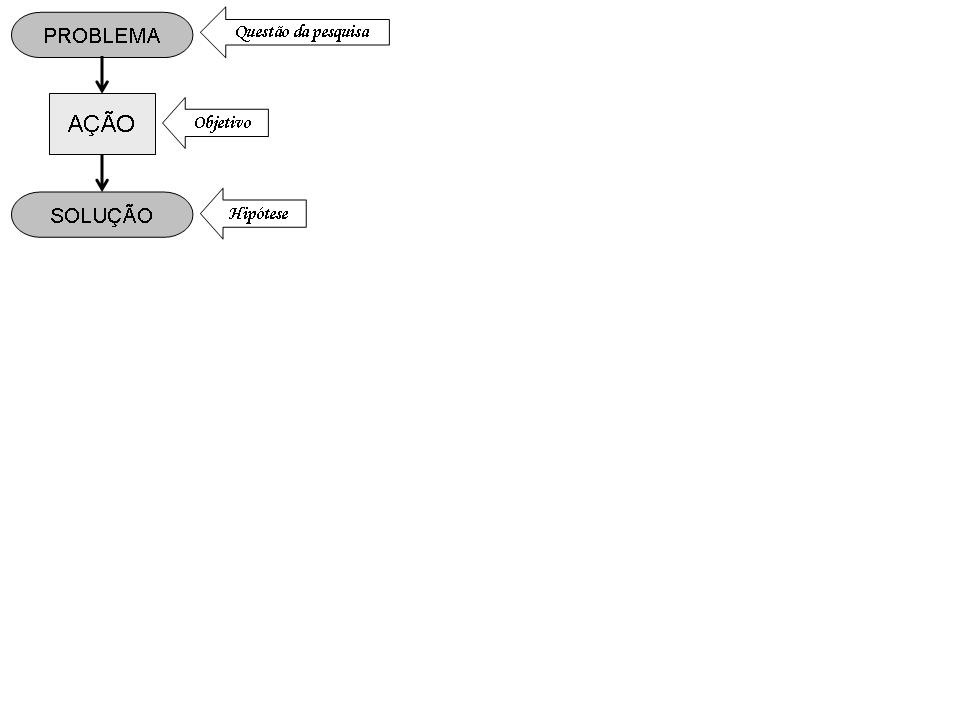 PROBLEMA
Questão da pesquisa
AÇÃO
Objetivo
SOLUÇÃO
Hipótese